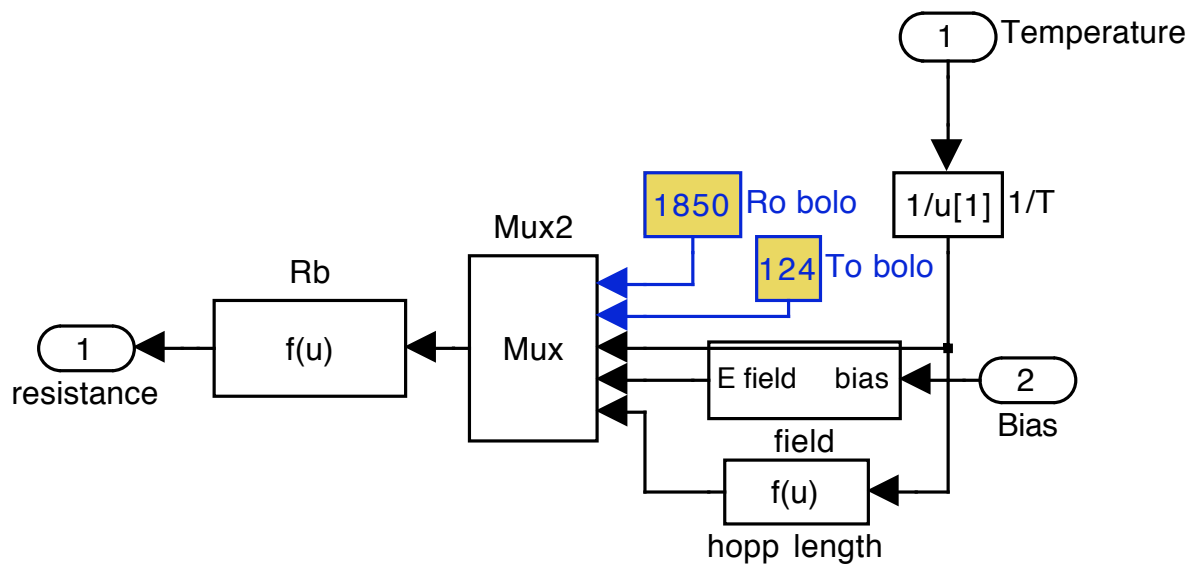 1 Temperature
1850 Ro bolo
1/u[1] 1/T
Mux2
124 To bolo
Rb
1
f(u)
Mux
E field bias
2
resistance
Bias
field
f(u)
hopp length